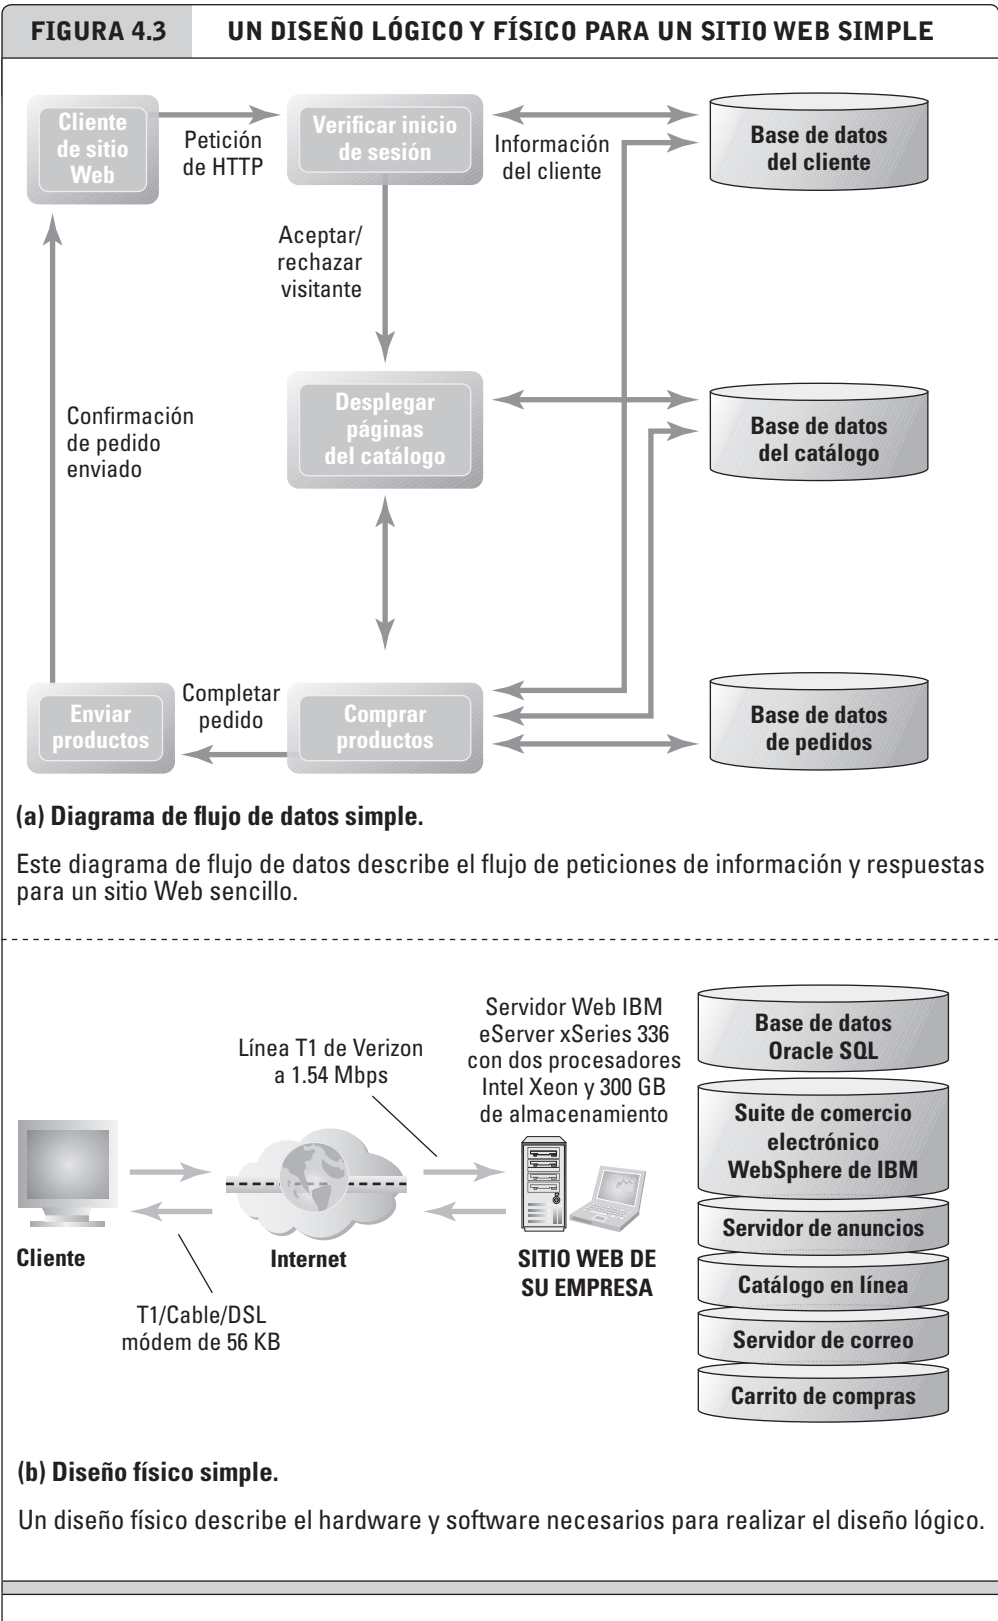 FIGURA 4.3
UN DISEÑO LÓGICO Y FÍSICO PARA UN SITIO WEB SIMPLE
Cliente
de sitio
Web
Petición
de HTTP
Verificar inicio
de sesión
Información
del cliente
Base de datos
del cliente
Aceptar/
rechazar
visitante
Confirmación
de pedido
enviado
Desplegar
páginas
del catálogo
Base de datos
del catálogo
Enviar
productos
Completar
pedido
Comprar
productos
Base de datos
de pedidos
(a) Diagrama de flujo de datos simple.
Este diagrama de flujo de datos describe el flujo de peticiones de información y respuestas
para un sitio Web sencillo.
Línea T1 de Verizon
a 1.54 Mbps
Servidor Web IBM
eServer xSeries 336
con dos procesadores
Intel Xeon y 300 GB
de almacenamiento
Base de datos
Oracle SQL
Suite de comercio
electrónico
WebSphere de IBM
Servidor de anuncios
Catálogo en línea
Servidor de correo
Carrito de compras
Cliente
Internet
SITIO WEB DE
SU EMPRESA
T1/Cable/DSL
módem de 56 KB
(b) Diseño físico simple.
Un diseño físico describe el hardware y software necesarios para realizar el diseño lógico.